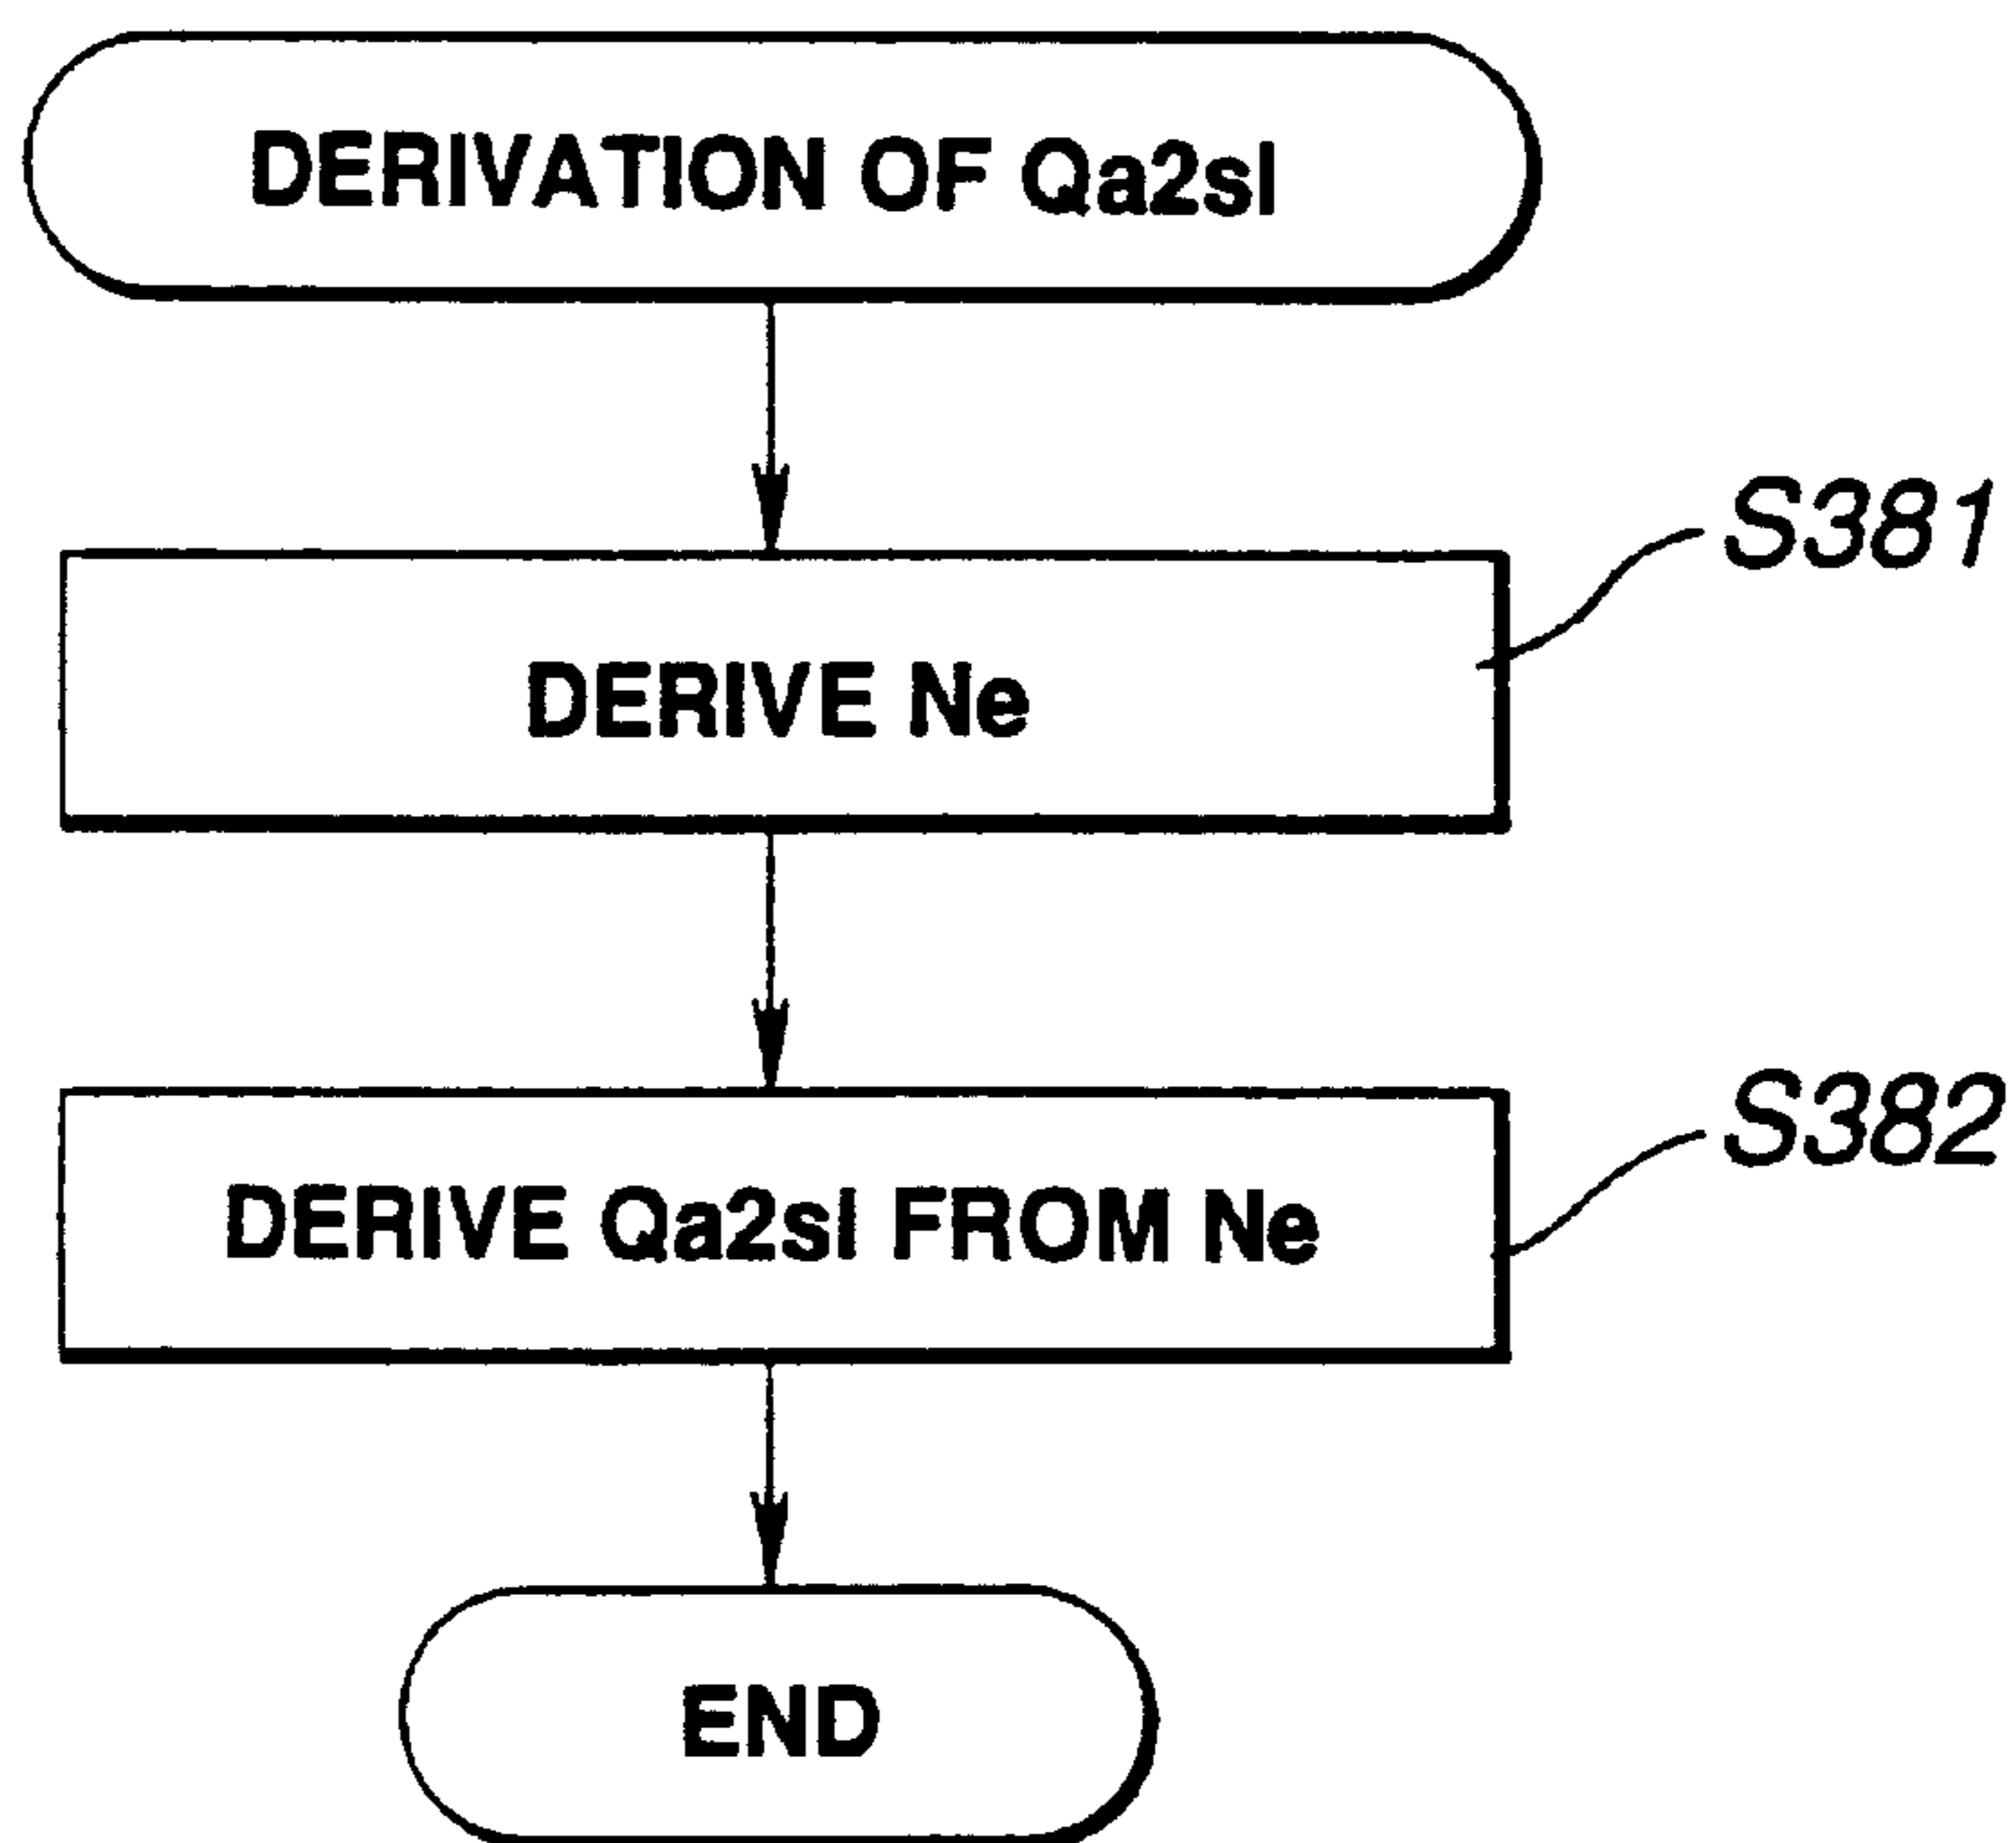 DERIVATION OF Qa2sl
S381
DERIVE Ne
S382
DERIVE Qa2sl FROM Ne
END